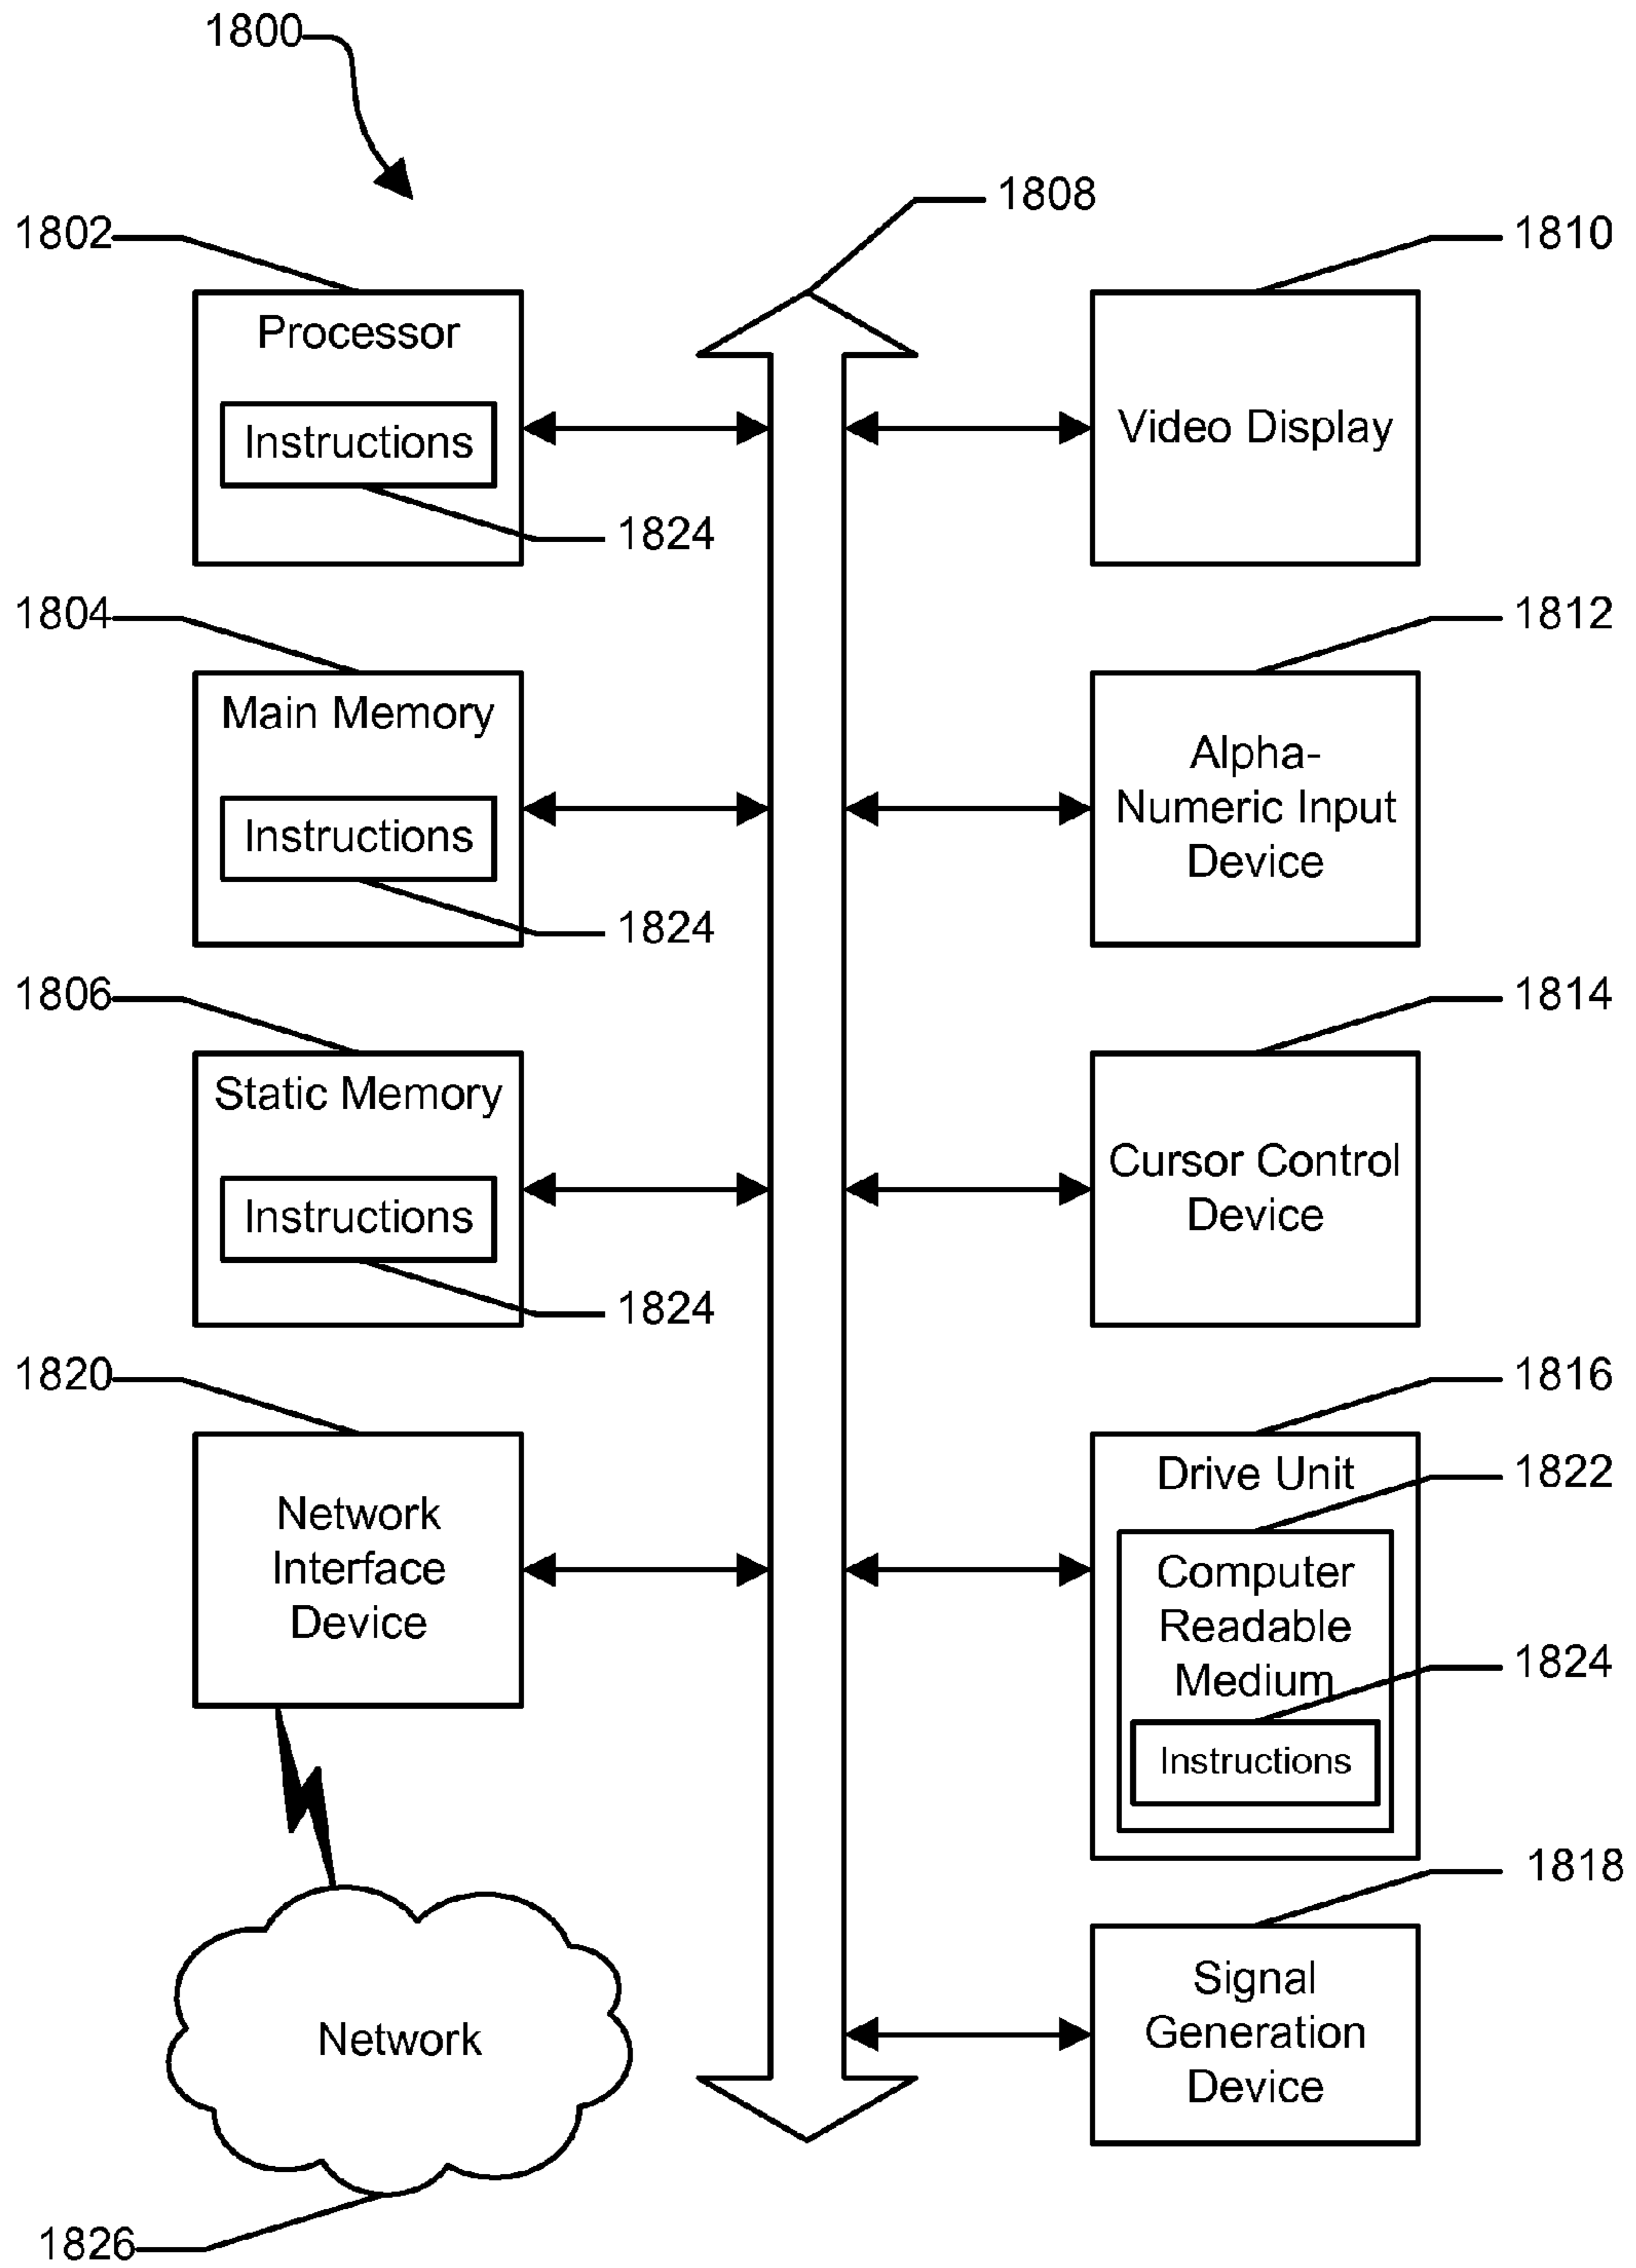 1800
1808
1802
1810
Processor
Instructions
1824
Video Display
1804
1812
Main Memory
Instructions
1824
Alpha-
Numeric Input
Device
1806
1814
Static Memory
Instructions
1824
Cursor Control
Device
1820
1816
Network
Interface
Device
Drive Unit
1822
Computer
Readable
Medium
1824
Instructions
1818
Network
Signal
Generation
Device
1826